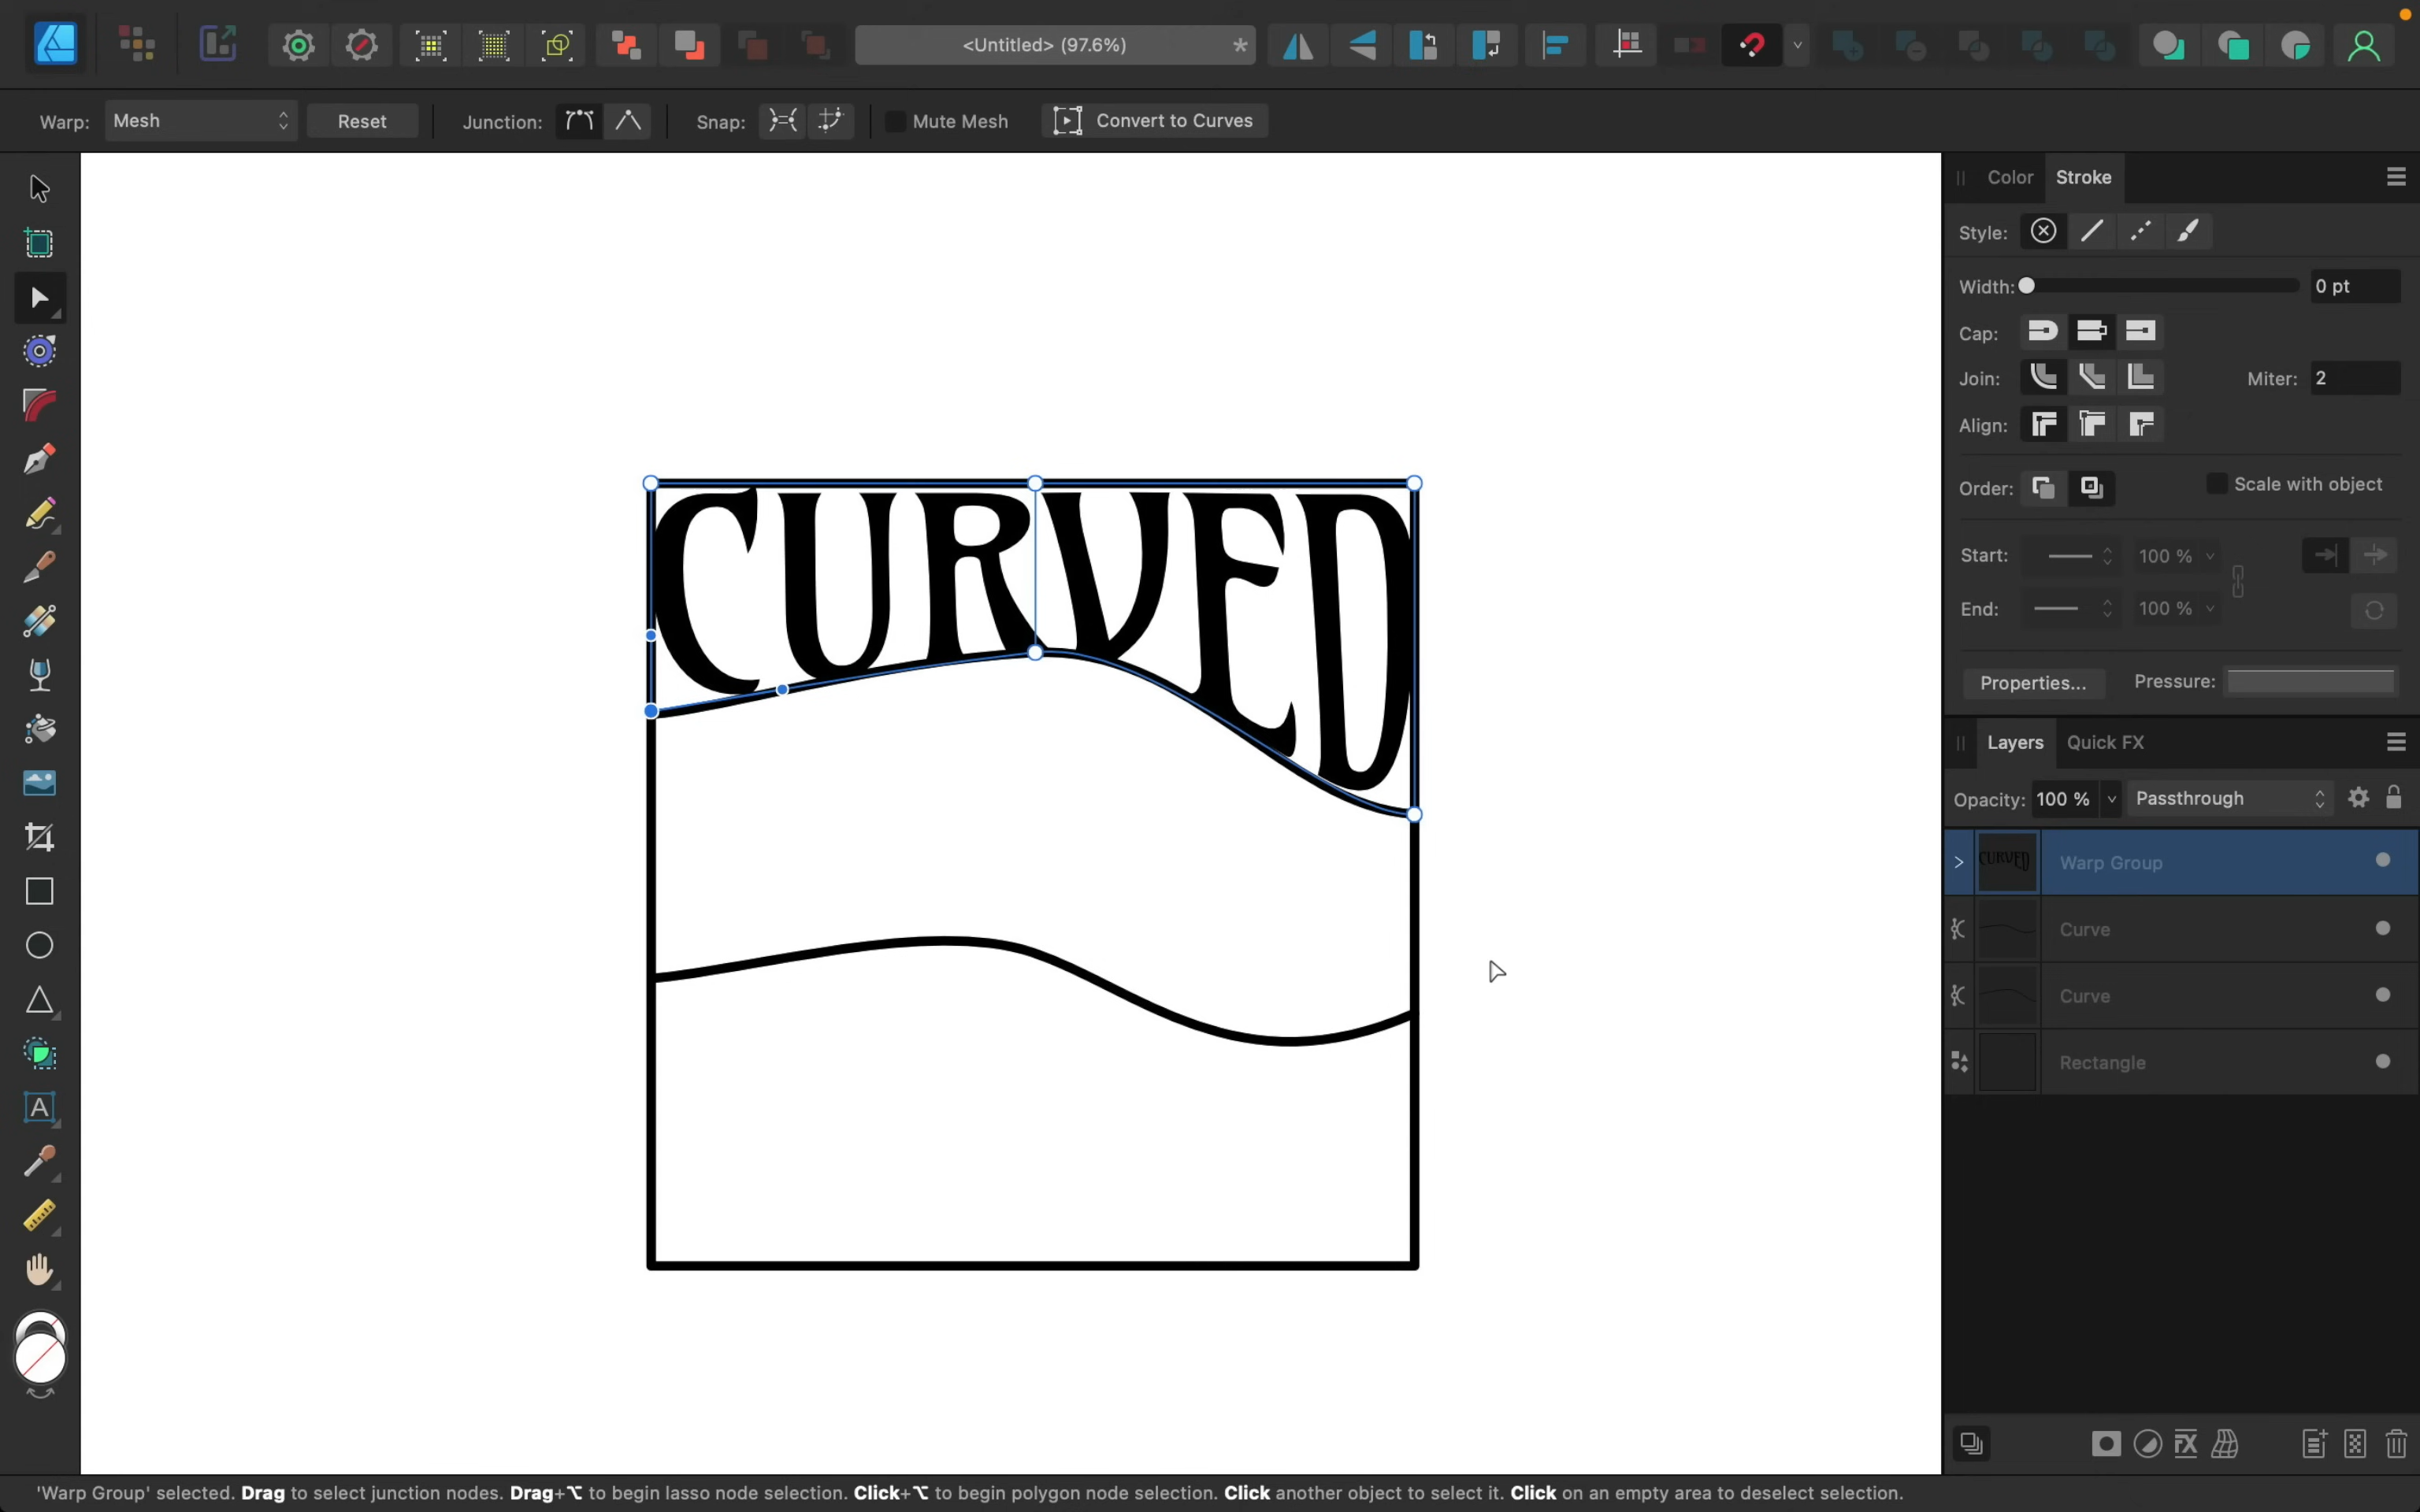 <Untitled> (97.6%) *
Warp: Mesh Reset Junction: Snap: Mute Mesh Convert to Curves
Color Stroke
Style:
Width: 0 pt
Cap:
Join: Miter: 2
Align:
Order: Scale with object
Start: 100 %
End: 100 %
Properties... Pressure:
CURVED
Layers Quick FX
Opacity: 100 % Passthrough
CURVED Warp Group
Curve
Curve
Rectangle
A
FX
'Warp Group' selected. Drag to select junction nodes. Drag+⌥ to begin lasso node selection. Click+⌥ to begin polygon node selection. Click another object to select it. Click on an empty area to deselect selection.